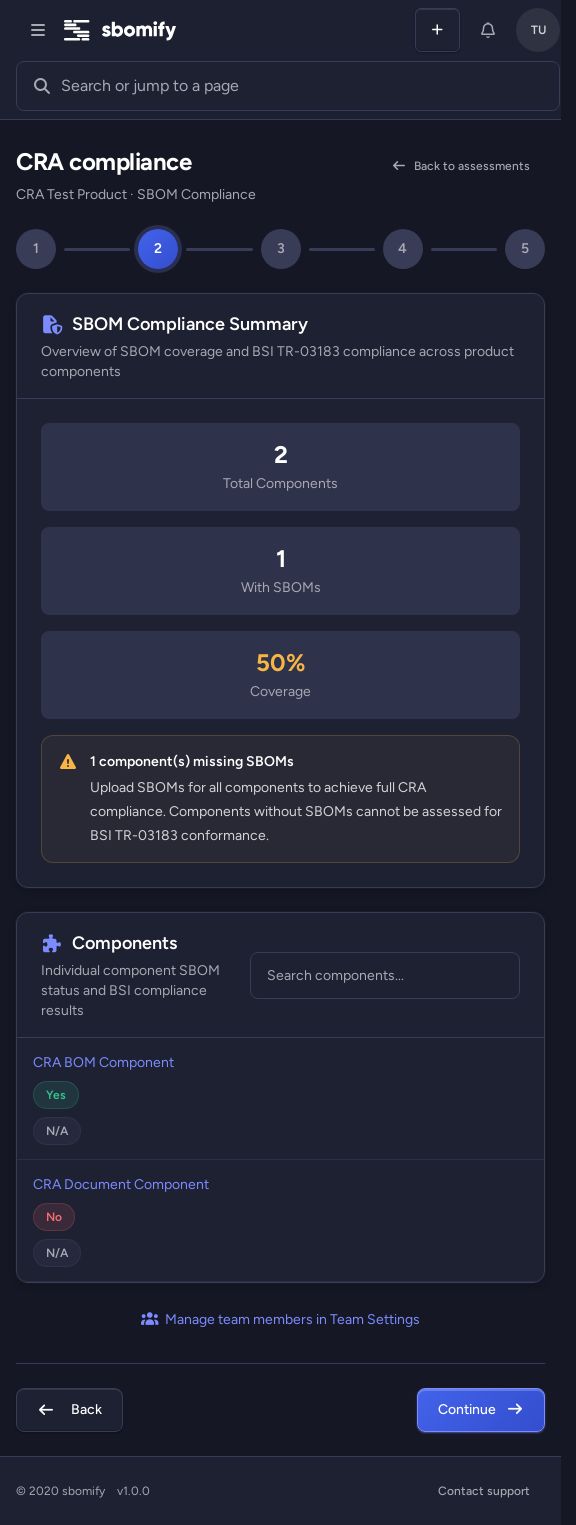 sbomify
+
TU
Search or jump to a page
CRA compliance
Back to assessments
CRA Test Product · SBOM Compliance
1
2
3
4
5
SBOM Compliance Summary
Overview of SBOM coverage and BSI TR-03183 compliance across product
components
2
Total Components
1
With SBOMs
50%
Coverage
1 component(s) missing SBOMs
Upload SBOMs for all components to achieve full CRA
compliance. Components without SBOMs cannot be assessed for
BSI TR-03183 conformance.
Components
Individual component SBOM
status and BSI compliance
results
Search components...
CRA BOM Component
Yes
N/A
CRA Document Component
No
N/A
Manage team members in Team Settings
Back
Continue
© 2020 sbomify v1.0.0
Contact support